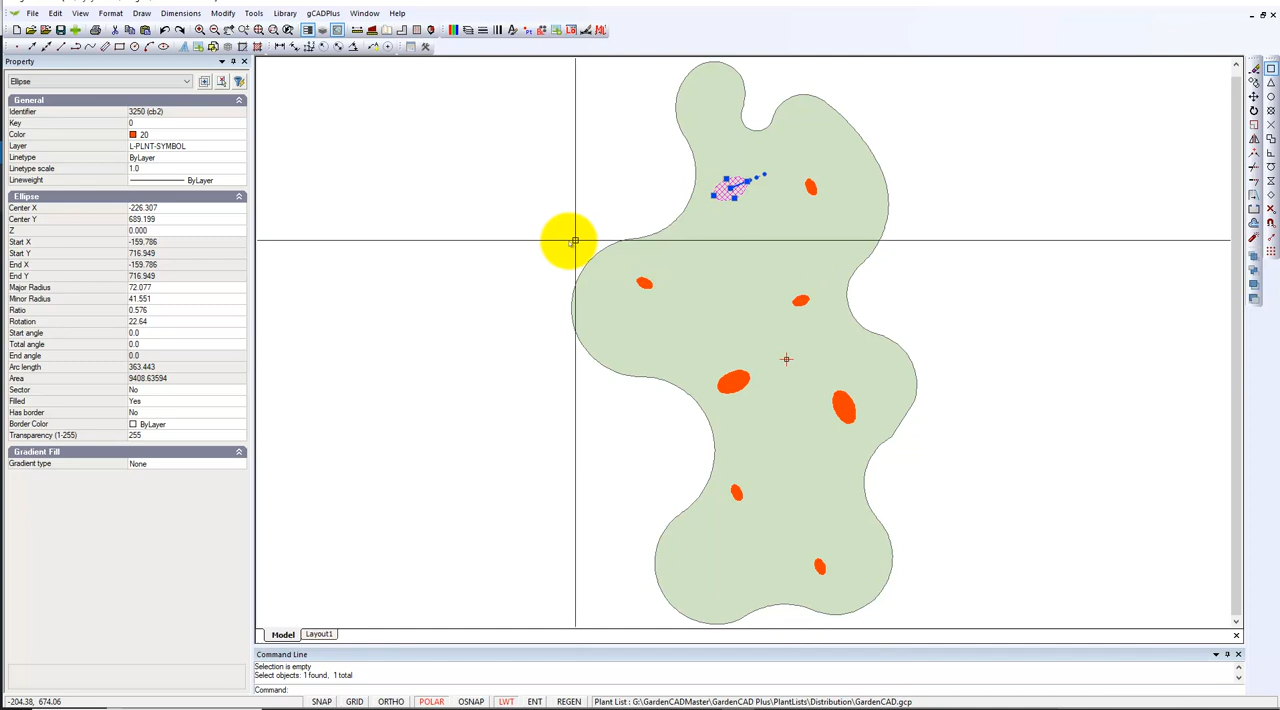 File Edit View Insert Format Draw Dimensions Modify Tools Library gCADPlus Window Help
Property
Ellipse
General
Identifier 3250 (cb2)
Key 0
Color 20
Layer L-PLNT-SYMBOL
Linetype ByLayer
Linetype scale 1.0
Lineweight ByLayer
Ellipse
Center X -226.307
Center Y 689.199
Z 0.000
Start X -159.786
Start Y 716.949
End X -159.786
End Y 716.949
Major Radius 72.077
Minor Radius 41.551
Ratio 0.576
Rotation 22.64
Start angle 0.0
Total angle 0.0
End angle 0.0
Arc length 363.443
Area 9408.63594
Sector No
Filled Yes
Has border No
Border Color ByLayer
Transparency (1-255) 255
Gradient Fill
Gradient type None
Model Layout1
Command Line
Selection is empty
Select objects: 1 found, 1 total
Command:
-204.38, 674.06 SNAP GRID ORTHO POLAR OSNAP LWT ENT REGEN Plant List : G:\GardenCADMaster\GardenCAD Plus\PlantLists\Distribution\GardenCAD.gcp